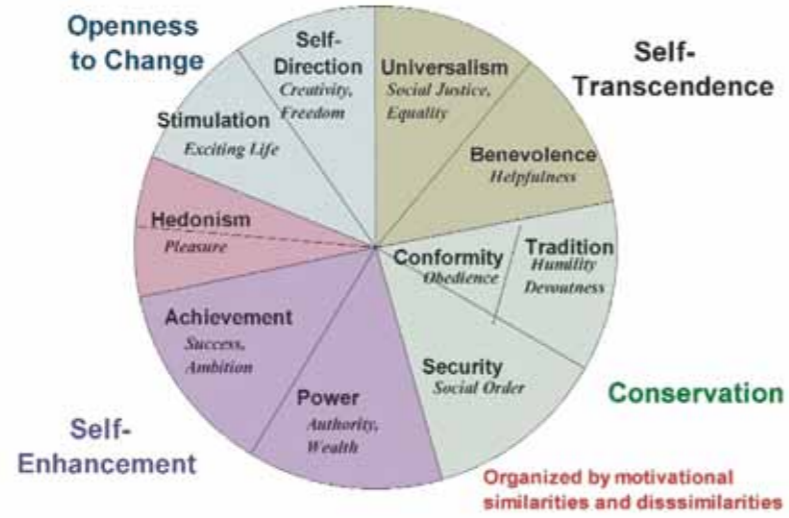 Openness
to Change
Self-
Direction
Creativity,
Freedom
Universalism
Social Justice,
Equality
Self-
Transcendence
Stimulation
Exciting Life
Benevolence
Helpfulness
Hedonism
Pleasure
Conformity
Obedience
Tradition
Humility
Devoutness
Achievement
Success,
Ambition
Security
Social Order
Power
Authority,
Wealth
Conservation
Self-
Enhancement
Organized by motivational
similarities and disssimilarities